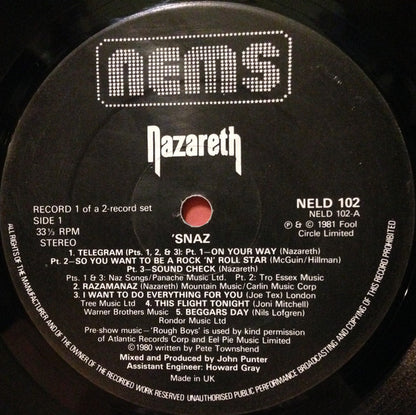 nems
Nazareth
RECORD 1 of a 2-record set
SIDE 1
33⅓ RPM
STEREO
NELD 102
NELD 102-A
℗ & © 1981 Fool
Circle Limited
'SNAZ
1. TELEGRAM (Pts. 1, 2, & 3): Pt. 1—ON YOUR WAY (Nazareth)
Pt. 2—SO YOU WANT TO BE A ROCK 'N' ROLL STAR (McGuin/Hillman)
Pt. 3—SOUND CHECK (Nazareth)
Pts. 1 & 3: Naz Songs/Panache Music Ltd. Pt. 2: Tro Essex Music
2. RAZAMANAZ (Nazareth) Mountain Music/Carlin Music Corp
3. I WANT TO DO EVERYTHING FOR YOU (Joe Tex) London
Tree Music Ltd 4. THIS FLIGHT TONIGHT (Joni Mitchell)
Warner Brothers Music 5. BEGGARS DAY (Nils Lofgren)
Rondor Music Ltd
Pre-show music—'Rough Boys' is used by kind permission
of Atlantic Records Corp and Eel Pie Music Limited
©1980 written by Pete Townshend
Mixed and Produced by John Punter
Assistant Engineer: Howard Gray
Made in UK
ALL RIGHTS OF THE MANUFACTURER AND OF THE OWNER OF THE RECORDED WORK RESERVED UNAUTHORISED PUBLIC PERFORMANCE BROADCASTING AND COPYING OF THIS RECORD PROHIBITED